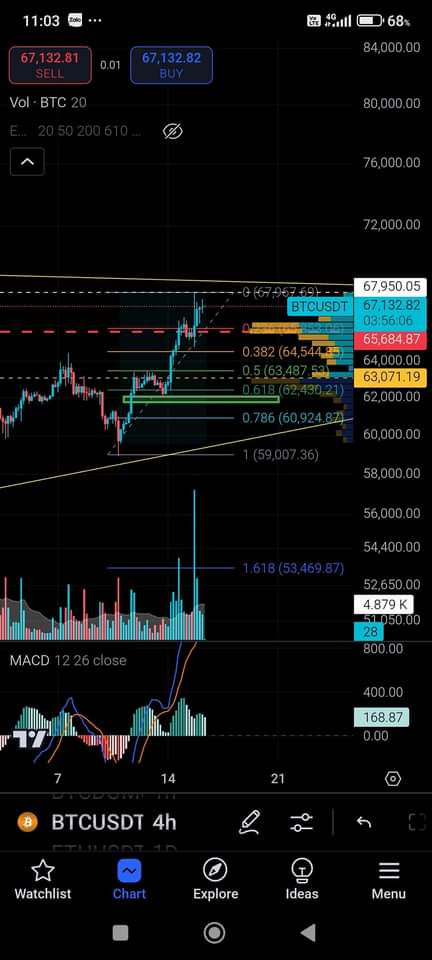 11:03 Zalo ... Vo LTE 4G 68%
67,132.81 SELL 0.01 67,132.82 BUY
Vol · BTC 20
E... 20 50 200 610 ...
84,000.00
80,000.00
76,000.00
72,000.00
0 (67,967.69)
67,950.05
BTCUSDT 67,132.82
03:56.06
65,684.87
0.382 (64,544.85)
64,000.00
0.5 (63,487.53)
63,071.19
0.618 (62,430.21)
62,000.00
0.786 (60,924.87)
60,000.00
1 (59,007.36)
58,000.00
56,000.00
54,400.00
1.618 (53,469.87)
52,650.00
4.879 K
51,050.00
28
MACD 12 26 close
800.00
400.00
168.87
0.00
7 14 21
BTCUSDT 4h
Watchlist Chart Explore Ideas Menu